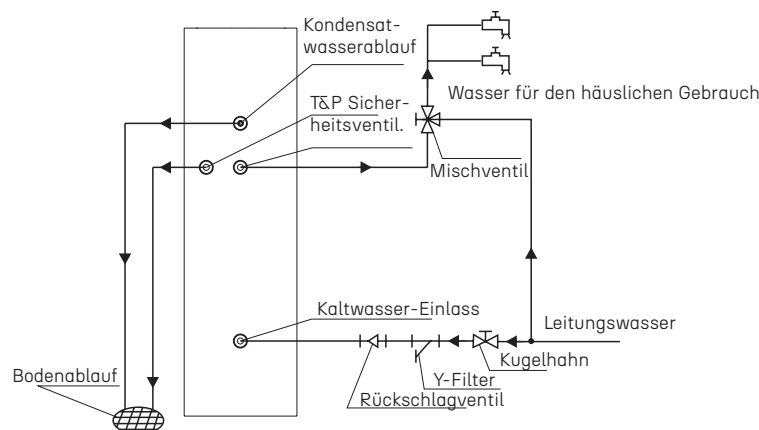 Kondensat-
wasserablauf
Wasser für den häuslichen Gebrauch
T&P Sicher-
heitsventil.
Mischventil
Kaltwasser-Einlass
Leitungswasser
Kugelhahn
Bodenablauf
Y-Filter
Rückschlagventil